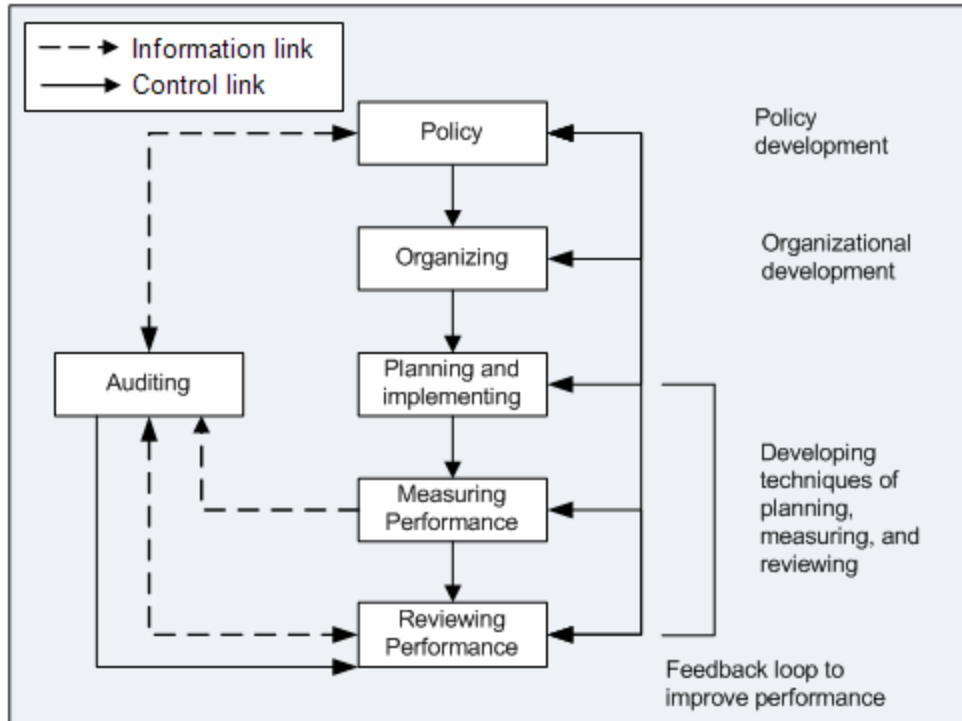 Information link
Control link
Policy
Policy
development
Organizing
Organizational
development
Auditing
Planning and
implementing
Measuring
Performance
Developing
techniques of
planning,
measuring, and
reviewing
Reviewing
Performance
Feedback loop to
improve performance